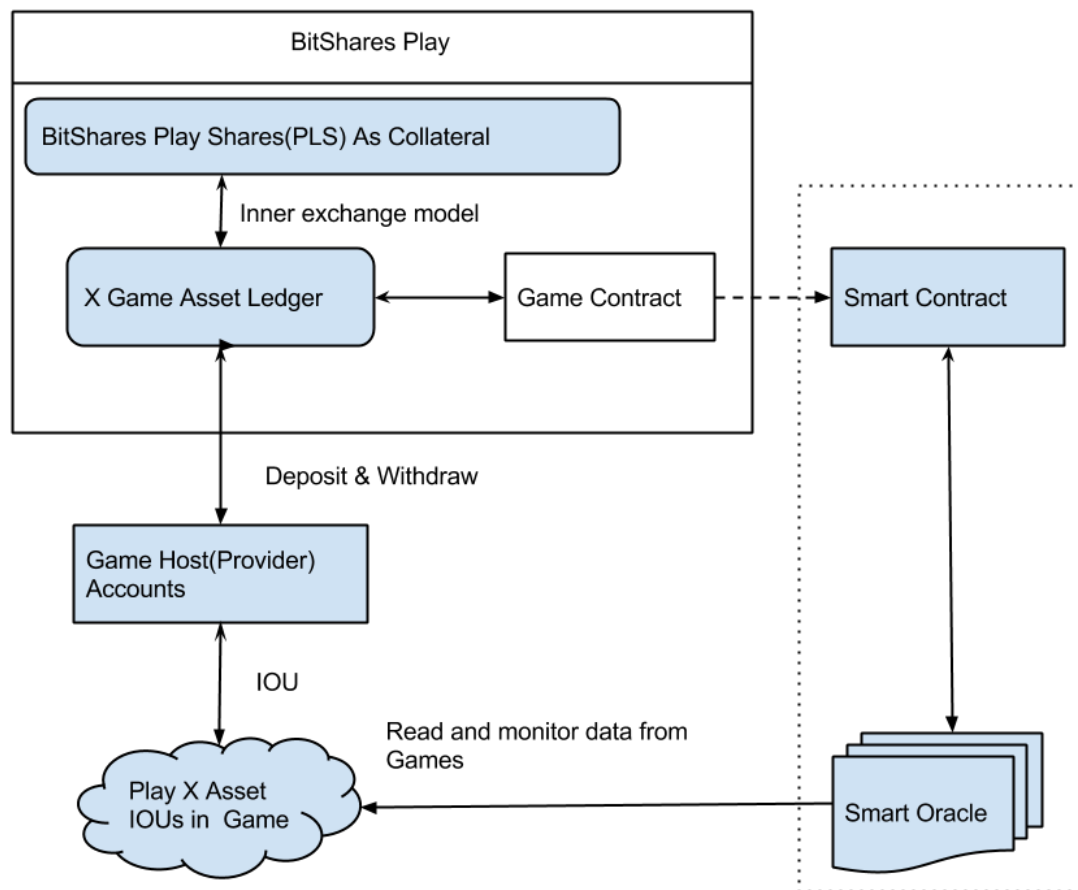 BitShares Play
BitShares Play Shares(PLS) As Collateral
Inner exchange model
X Game Asset Ledger
Game Contract
Smart Contract
Deposit & Withdraw
Game Host(Provider)
Accounts
IOU
Read and monitor data from
Games
Play X Asset
IOUs in  Game
Smart Oracle